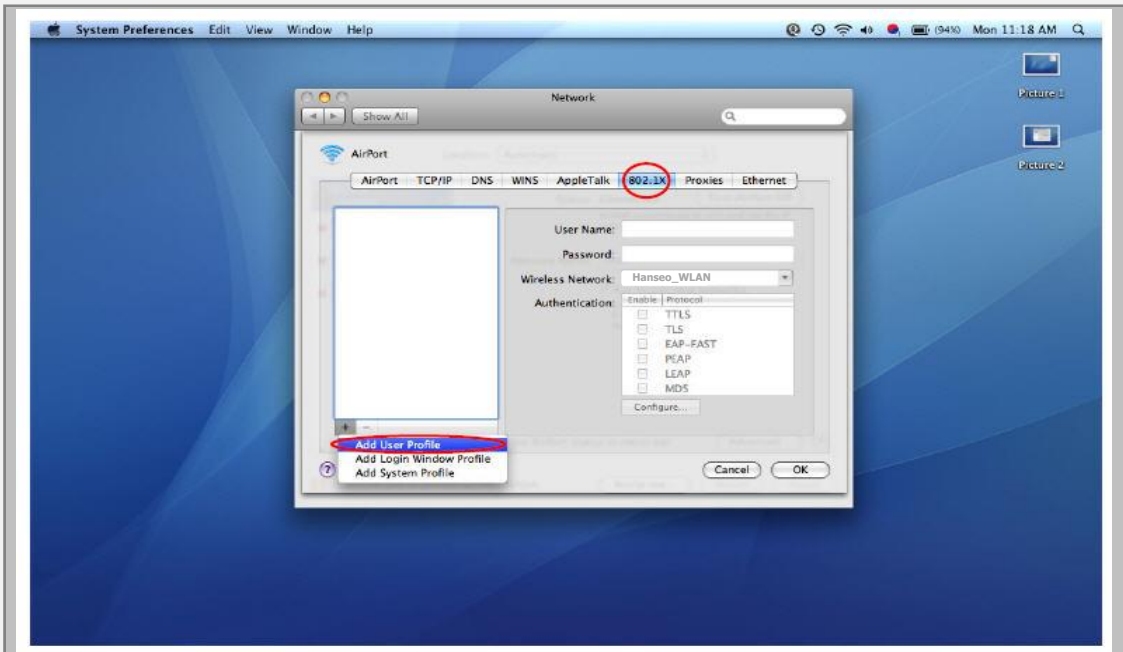 System Preferences Edit View Window Help (94%) Mon 11:18 AM
Picture 1
Picture 2
Network
Show All
AirPort
AirPort TCP/IP DNS WINS AppleTalk 802.1X Proxies Ethernet
User Name:
Password:
Wireless Network: Hanseo_WLAN
Authentication: Enable Protocol
TTLS
TLS
EAP-FAST
PEAP
LEAP
MD5
Configure...
+ -
Add User Profile
Add Login Window Profile
Add System Profile
? Cancel OK